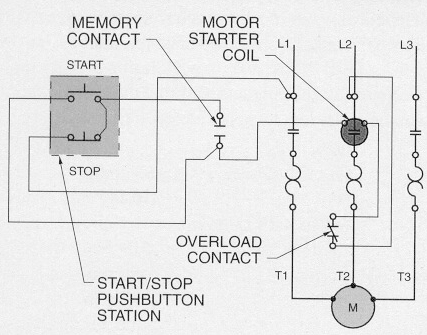 MEMORY
CONTACT
MOTOR
STARTER
COIL
L1
L2
L3
START
STOP
OVERLOAD
CONTACT
T1
T2
T3
START/STOP
PUSHBUTTON
STATION
M